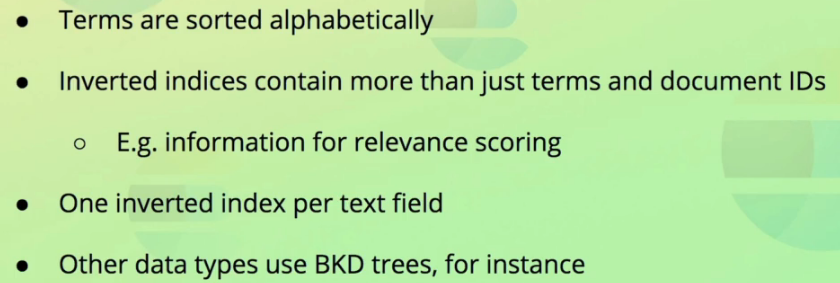 ● Terms are sorted alphabetically
● Inverted indices contain more than just terms and document IDs
○ E.g. information for relevance scoring
● One inverted index per text field
● Other data types use BKD trees, for instance